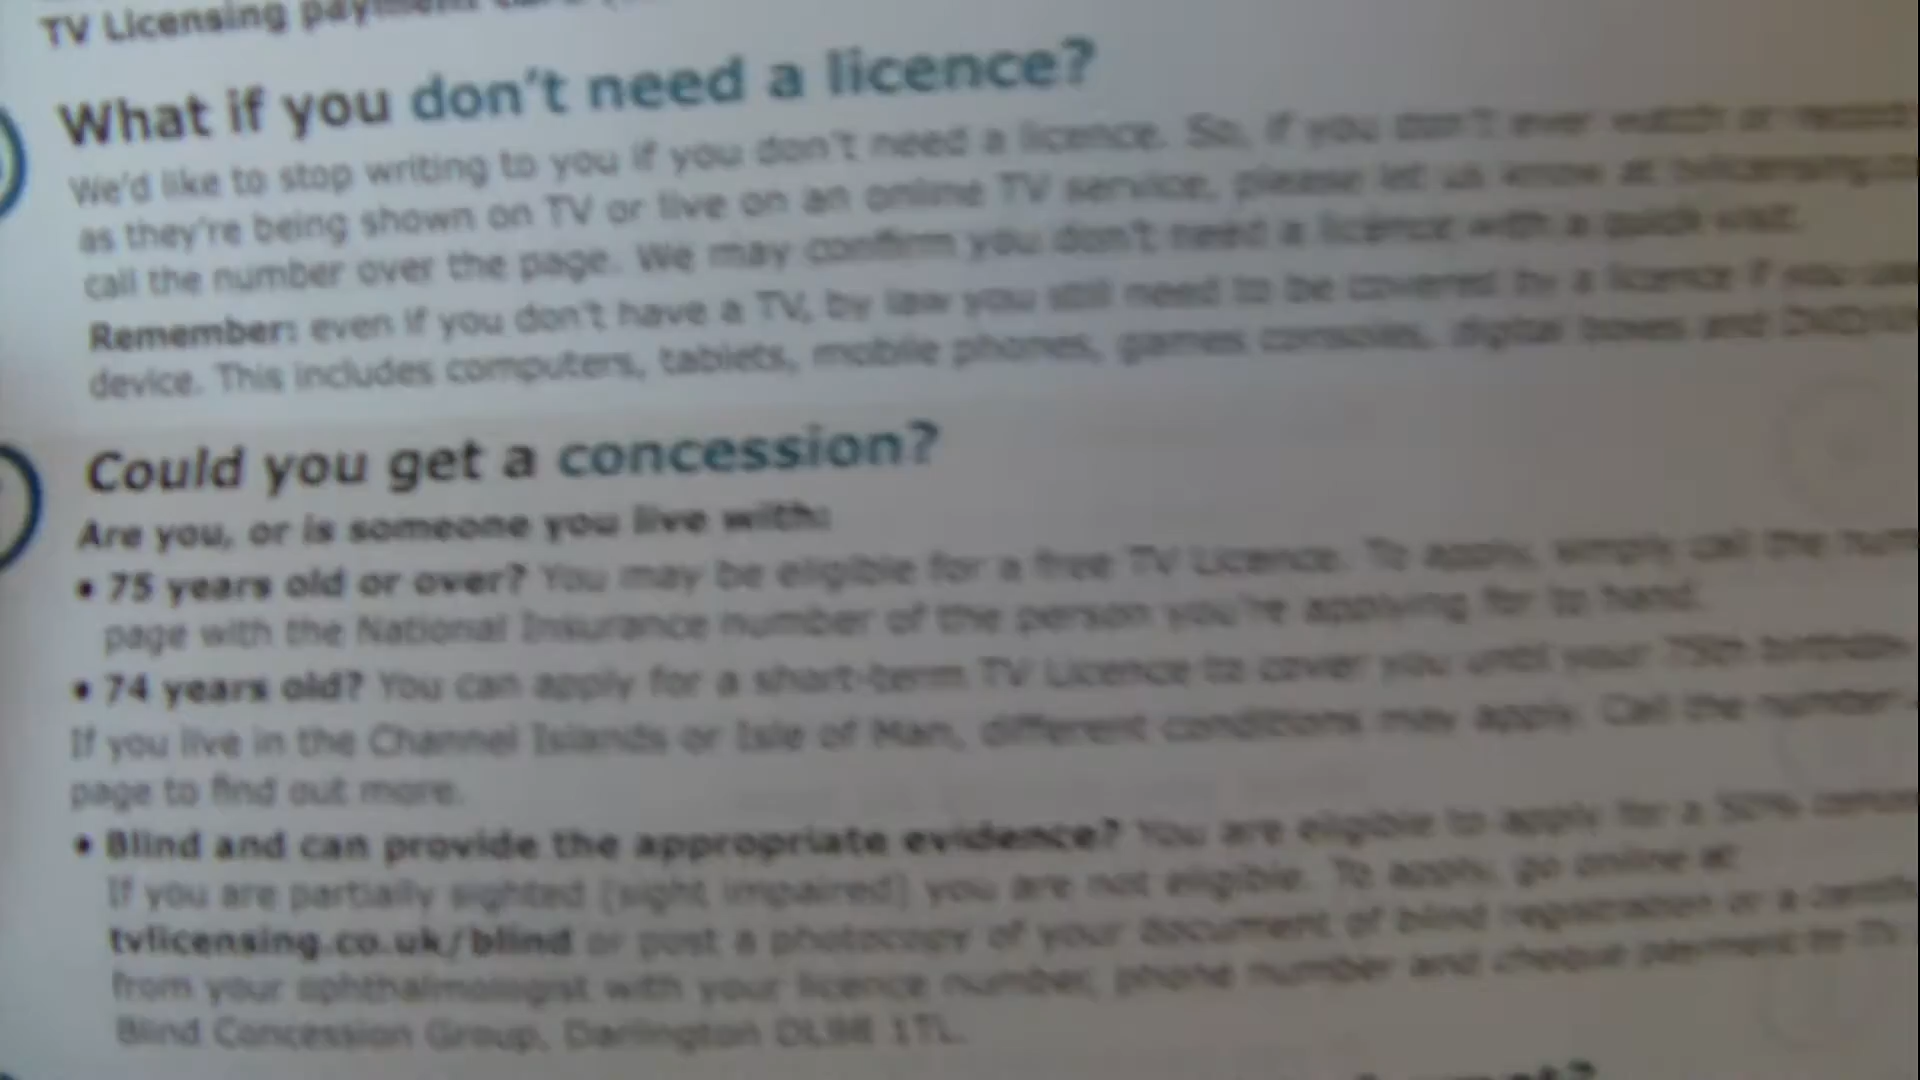 TV Licensing payment
What if you don't need a licence?
We'd like to stop writing to you if you don't need a licence. So, if you don't ever watch or record
as they're being shown on TV or live on an online TV service, please let us know at
call the number over the page. We may confirm you don't need a licence with a quick visit.
Remember: even if you don't have a TV, by law you still need to be covered by a licence if you
device. This includes computers, tablets, mobile phones, games consoles, digital boxes and
Could you get a concession?
Are you, or is someone you live with:
• 75 years old or over? You may be eligible for a free TV Licence. To apply, simply call the
page with the National Insurance number of the person you're applying for to hand.
• 74 years old? You can apply for a short-term TV Licence to cover you until your 75th
If you live in the Channel Islands or Isle of Man, different conditions may apply. Call the number
page to find out more.
• Blind and can provide the appropriate evidence? You are eligible to apply for a 50%
If you are partially sighted (sight impaired) you are not eligible. To apply, go online at
tvlicensing.co.uk/blind or post a photocopy of your document of blind registration or a
from your ophthalmologist with your licence number, phone number and cheque payment to
Blind Concession Group, Darlington DL98 1TL.